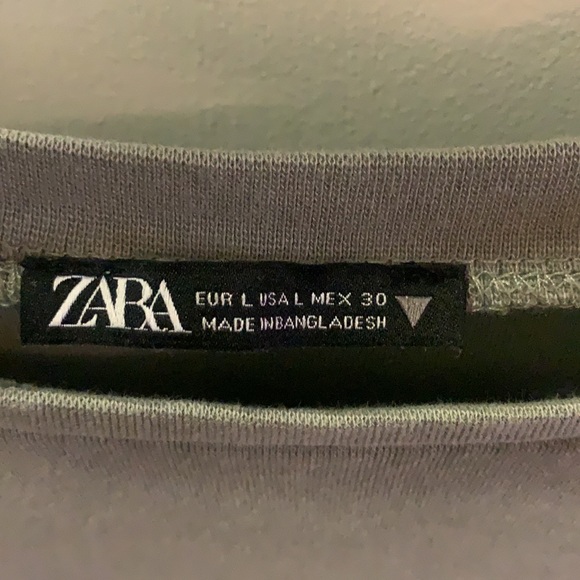 ZARA
EUR L USA L MEX 30
MADE IN BANGLADESH